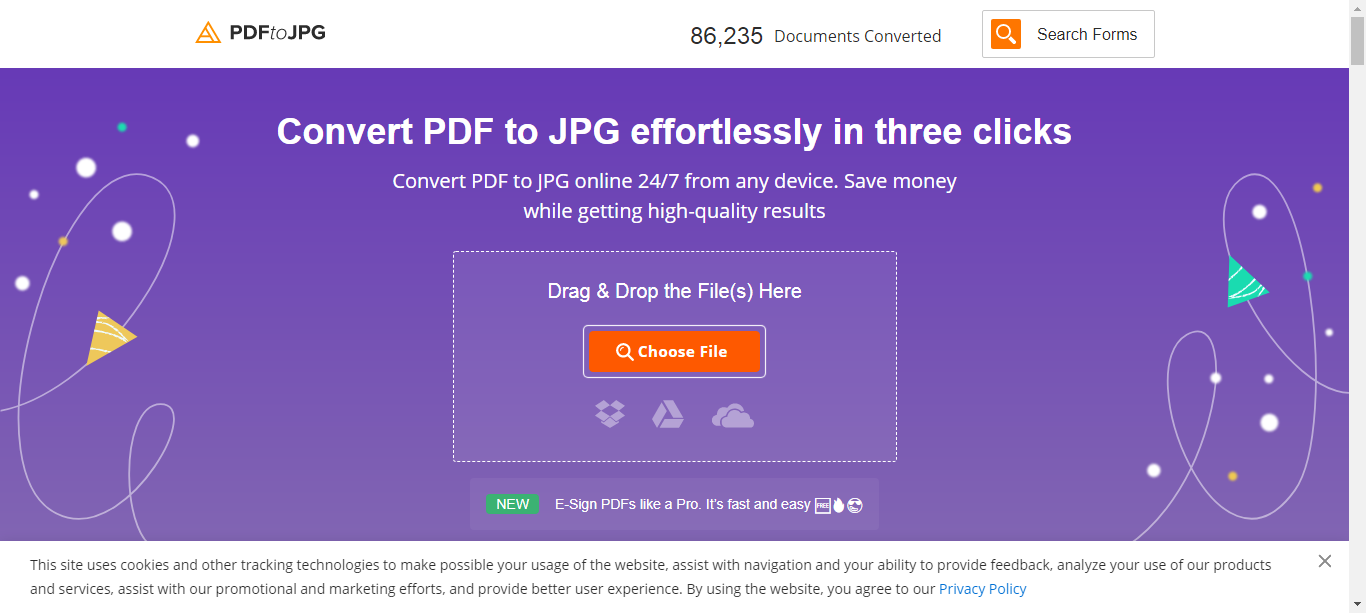 PDFtoJPG
86,235 Documents Converted
Search Forms
Convert PDF to JPG effortlessly in three clicks
Convert PDF to JPG online 24/7 from any device. Save money
while getting high-quality results
Drag & Drop the File(s) Here
Choose File
NEW E-Sign PDFs like a Pro. It's fast and easy FREE
This site uses cookies and other tracking technologies to make possible your usage of the website, assist with navigation and your ability to provide feedback, analyze your use of our products
and services, assist with our promotional and marketing efforts, and provide better user experience. By using the website, you agree to our Privacy Policy